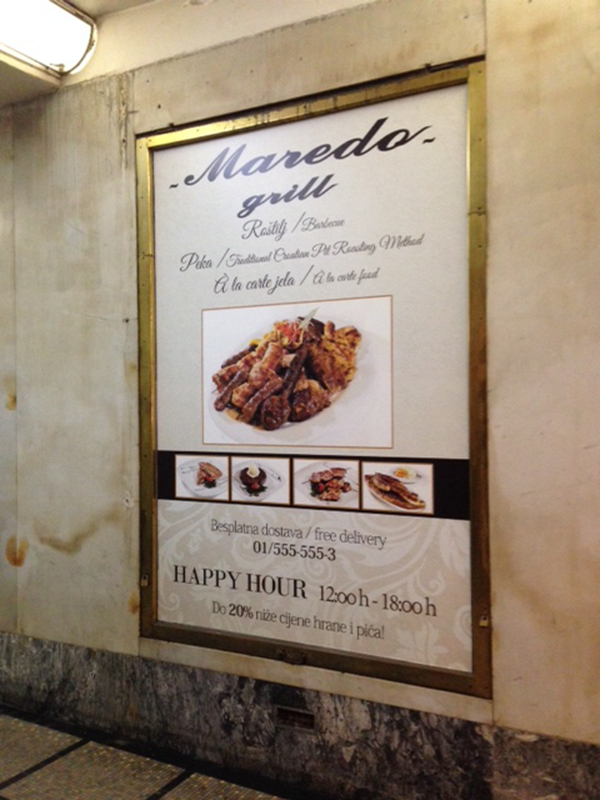 ~Maredo~
grill
Roštilj / Barbecue
Peka / Traditional Croatian Pit Roasting Method
À la carte jela / À la carte food
Besplatna dostava / free delivery
01/555-555-3
HAPPY HOUR 12:00 h - 18:00 h
Do 20% niže cijene hrane i pića!